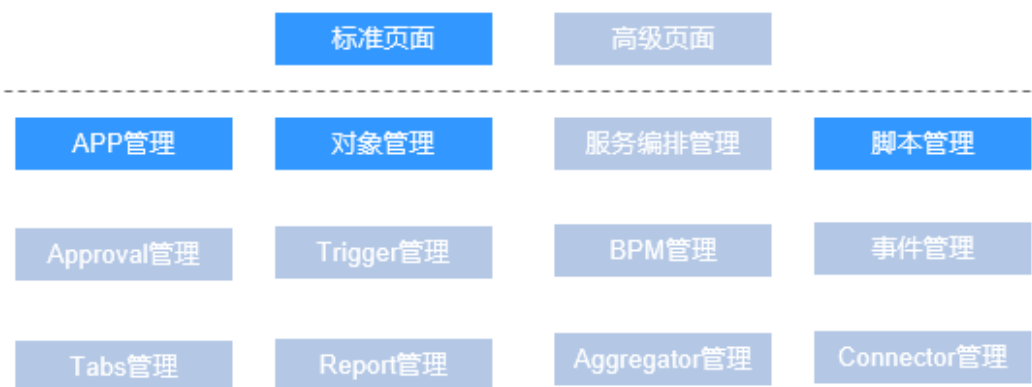 标准页面 高级页面
APP管理 对象管理 服务编排管理 脚本管理
Approval管理 Trigger管理 BPM管理 事件管理
Tabs管理 Report管理 Aggregator管理 Connector管理